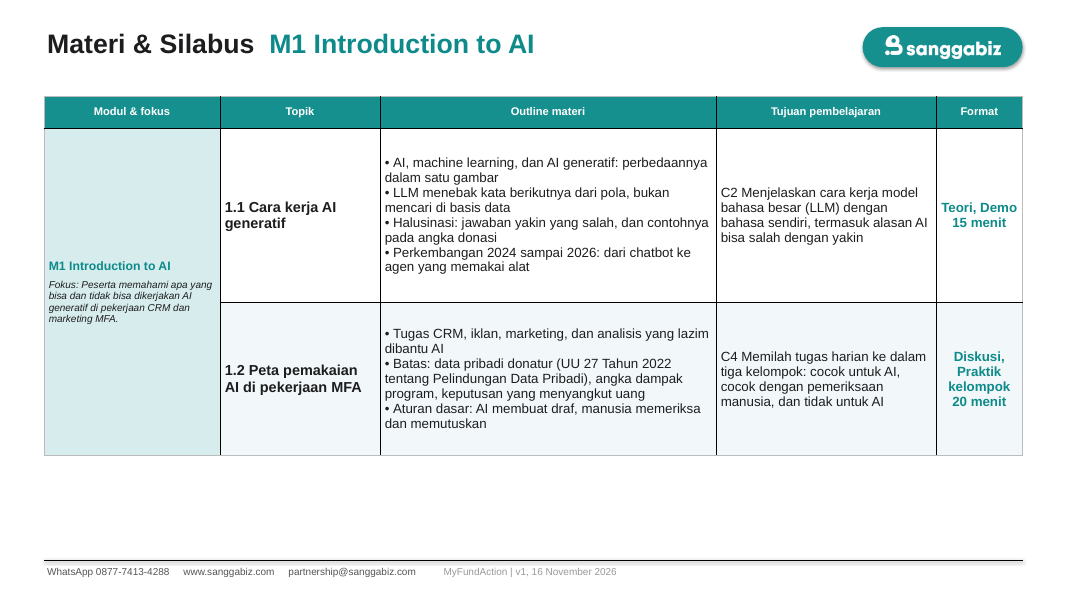 Materi & Silabus  M1 Introduction to AI
sanggabiz
Modul & fokus
Topik
Outline materi
Tujuan pembelajaran
Format
M1 Introduction to AI
Fokus: Peserta memahami apa yang
bisa dan tidak bisa dikerjakan AI
generatif di pekerjaan CRM dan
marketing MFA.
1.1 Cara kerja AI
generatif
• AI, machine learning, dan AI generatif: perbedaannya
dalam satu gambar
• LLM menebak kata berikutnya dari pola, bukan
mencari di basis data
• Halusinasi: jawaban yakin yang salah, dan contohnya
pada angka donasi
• Perkembangan 2024 sampai 2026: dari chatbot ke
agen yang memakai alat
C2 Menjelaskan cara kerja model
bahasa besar (LLM) dengan
bahasa sendiri, termasuk alasan AI
bisa salah dengan yakin
Teori, Demo
15 menit
1.2 Peta pemakaian
AI di pekerjaan MFA
• Tugas CRM, iklan, marketing, dan analisis yang lazim
dibantu AI
• Batas: data pribadi donatur (UU 27 Tahun 2022
tentang Pelindungan Data Pribadi), angka dampak
program, keputusan yang menyangkut uang
• Aturan dasar: AI membuat draf, manusia memeriksa
dan memutuskan
C4 Memilah tugas harian ke dalam
tiga kelompok: cocok untuk AI,
cocok dengan pemeriksaan
manusia, dan tidak untuk AI
Diskusi,
Praktik
kelompok
20 menit
WhatsApp 0877-7413-4288 www.sanggabiz.com partnership@sanggabiz.com MyFundAction | v1, 16 November 2026